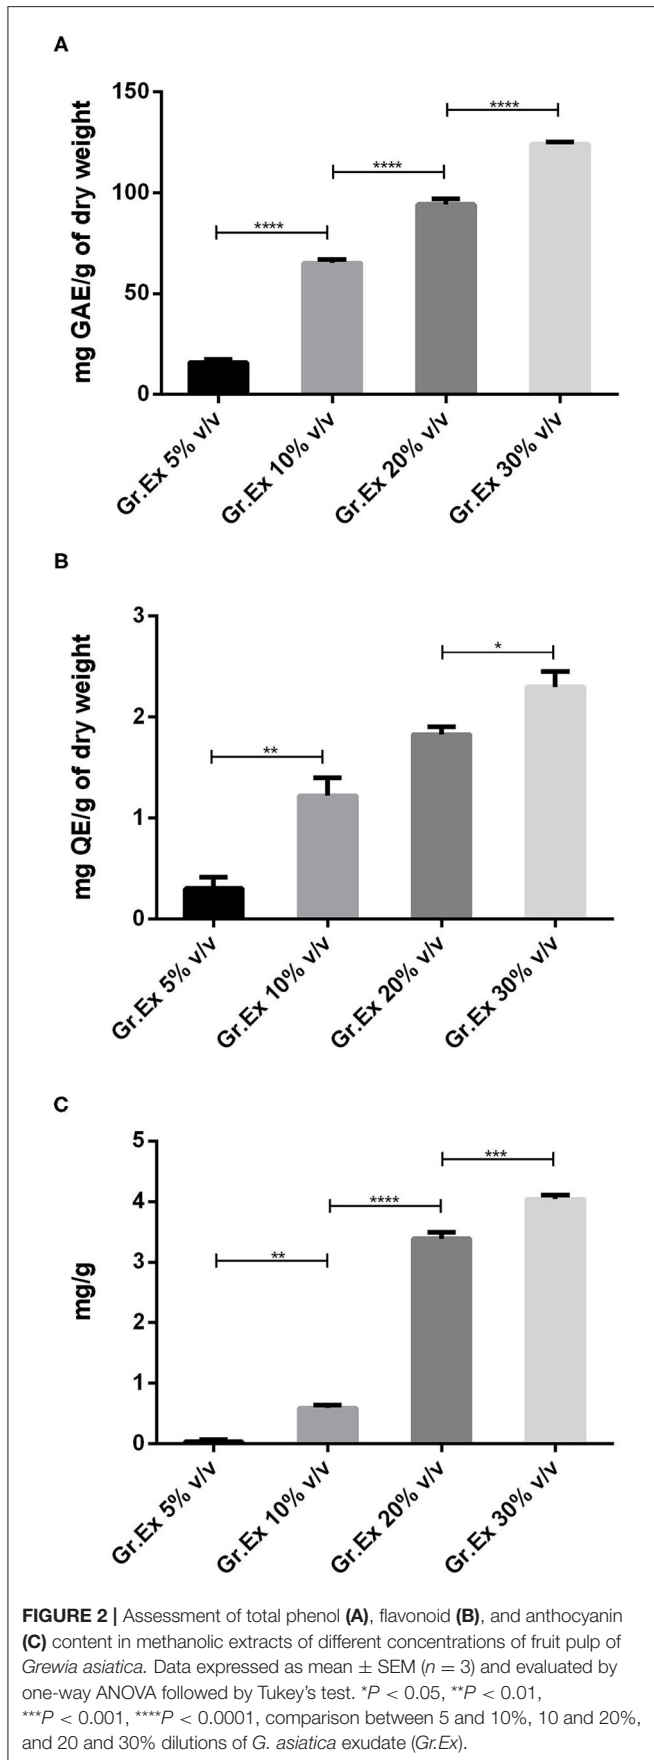 A
mg GAE/g of dry weight
150
100
50
0
****
****
****
Gr.Ex 5% v/v
Gr.Ex 10% v/v
Gr.Ex 20% v/v
Gr.Ex 30% v/v
B
mg QE/g of dry weight
3
2
1
0
**
*
Gr.Ex 5% v/v
Gr.Ex 10% v/v
Gr.Ex 20% v/v
Gr.Ex 30% v/v
C
mg/g
5
4
3
2
1
0
**
****
***
Gr.Ex 5% v/v
Gr.Ex 10% v/v
Gr.Ex 20% v/v
Gr.Ex 30% v/v
FIGURE 2 | Assessment of total phenol (A), flavonoid (B), and anthocyanin
(C) content in methanolic extracts of different concentrations of fruit pulp of
Grewia asiatica. Data expressed as mean ± SEM (n = 3) and evaluated by
one-way ANOVA followed by Tukey's test. *P < 0.05, **P < 0.01,
***P < 0.001, ****P < 0.0001, comparison between 5 and 10%, 10 and 20%,
and 20 and 30% dilutions of G. asiatica exudate (Gr.Ex).